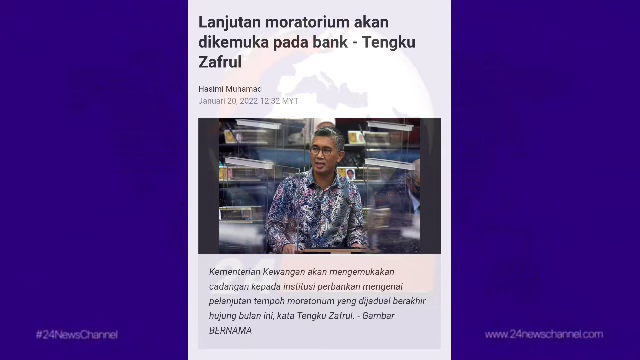 Lanjutan moratorium akan
dikemuka pada bank - Tengku
Zafrul
Hasimi Muhamad
Januari 20, 2022 12:32 MYT
Kementerian Kewangan akan mengemukakan
cadangan kepada institusi perbankan mengenai
pelanjutan tempoh moratorium yang dijadual berakhir
hujung bulan ini, kata Tengku Zafrul. - Gambar
BERNAMA
#24NewsChannel
www.24newschannel.com